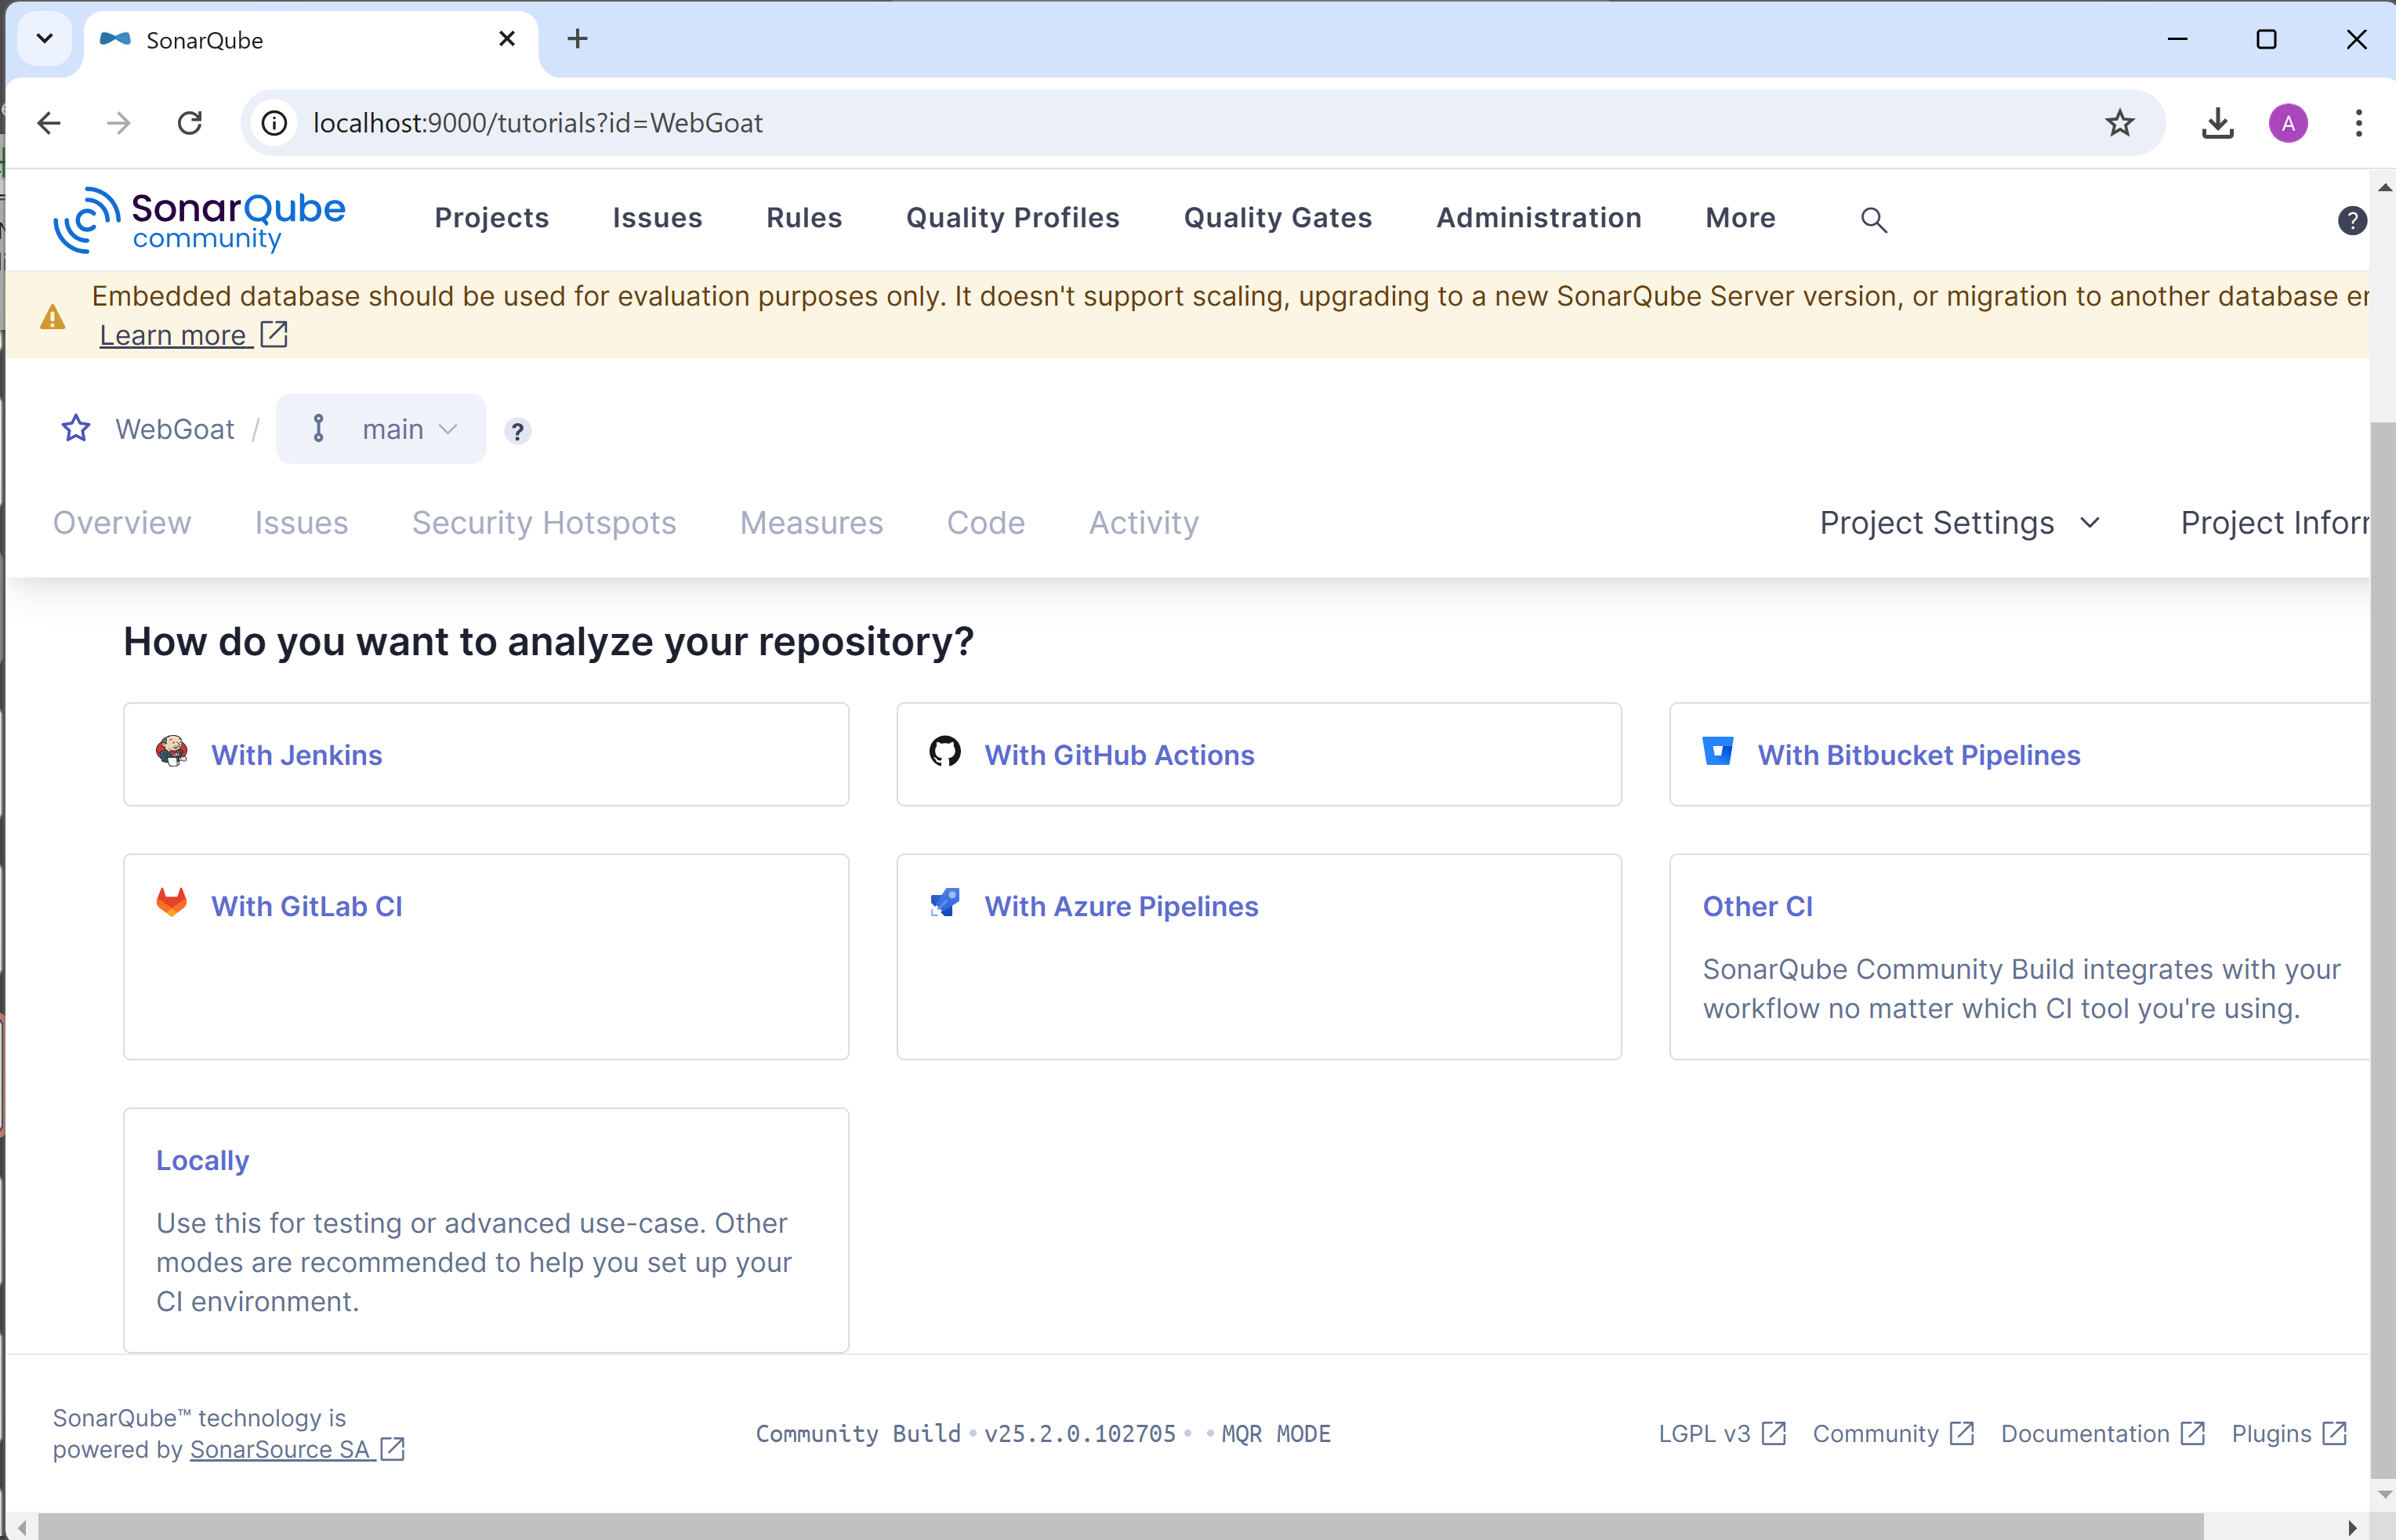 SonarQube
localhost:9000/tutorials?id=WebGoat
A
SonarQube
community
Projects
Issues
Rules
Quality Profiles
Quality Gates
Administration
More
?
Embedded database should be used for evaluation purposes only. It doesn't support scaling, upgrading to a new SonarQube Server version, or migration to another database
Learn more
WebGoat /
main
?
Overview
Issues
Security Hotspots
Measures
Code
Activity
Project Settings
Project
How do you want to analyze your repository?
With Jenkins
With GitHub Actions
With Bitbucket Pipelines
With GitLab CI
With Azure Pipelines
Other CI
SonarQube Community Build integrates with your
workflow no matter which CI tool you're using.
Locally
Use this for testing or advanced use-case. Other
modes are recommended to help you set up your
CI environment.
SonarQube™ technology is
powered by SonarSource SA
Community Build • v25.2.0.102705 • • MQR MODE
LGPL v3
Community
Documentation
Plugins